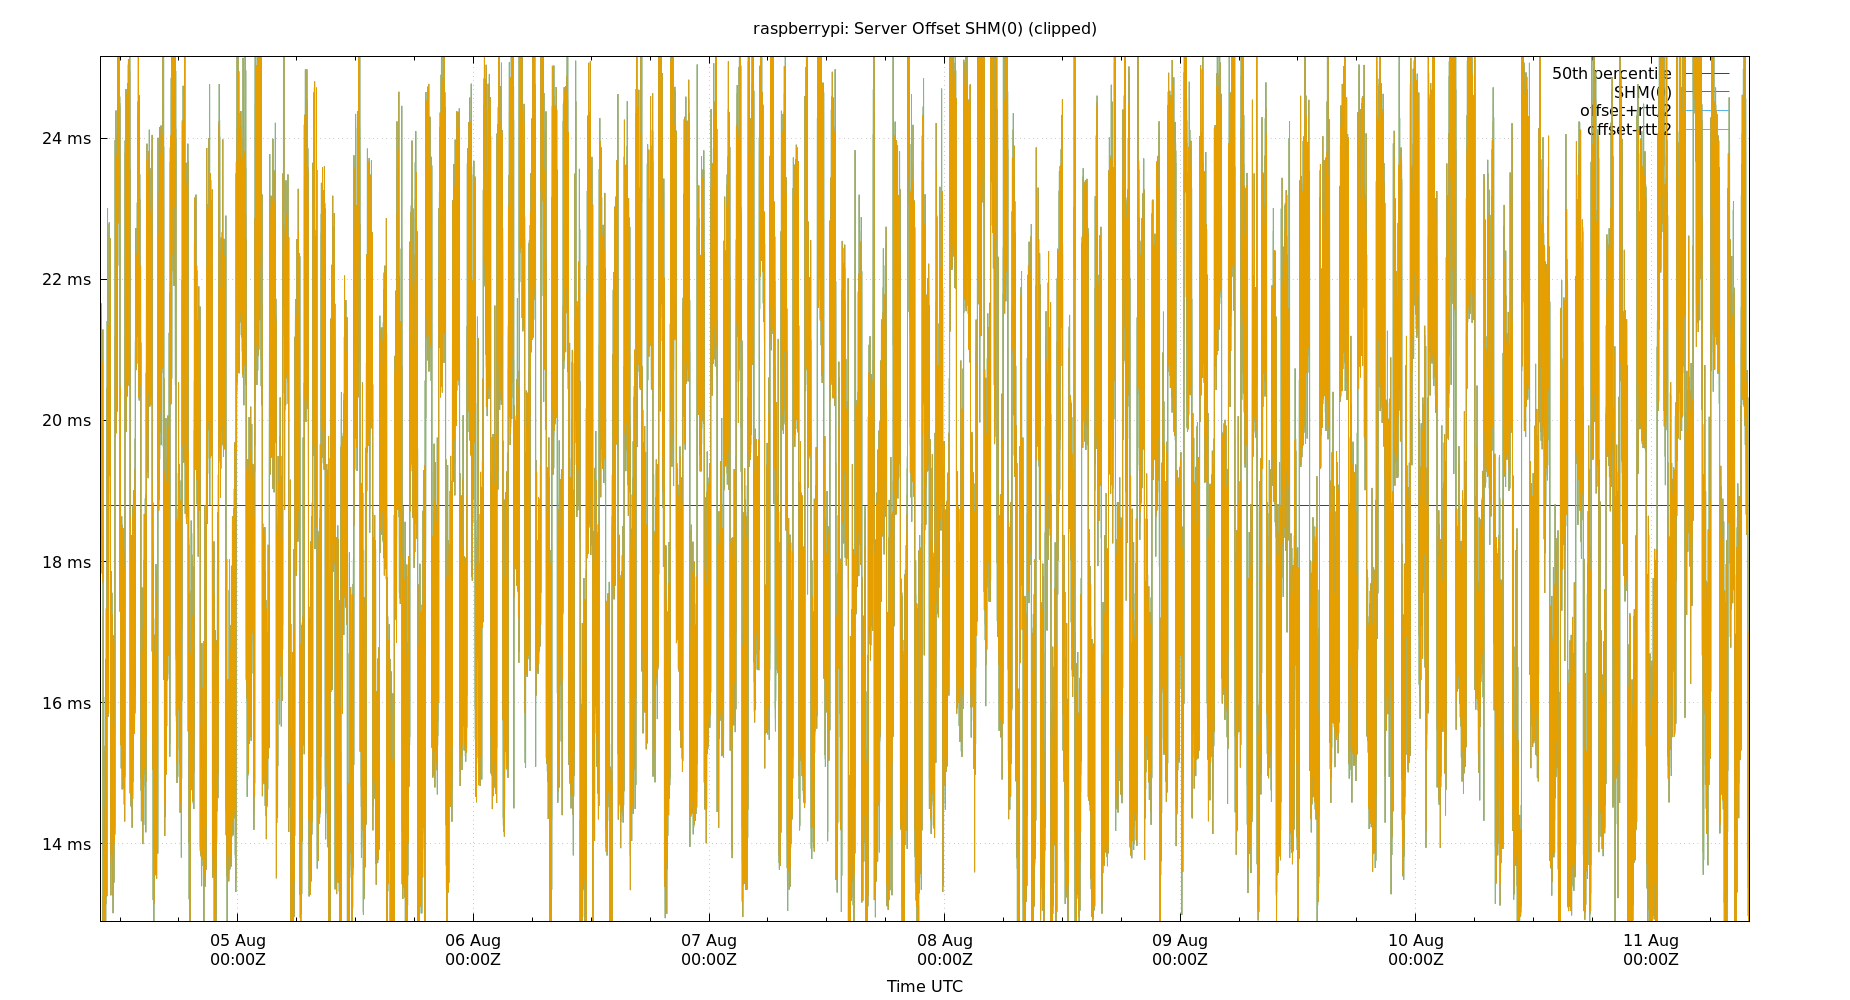 raspberrypi: Server Offset SHM(0) (clipped)
50th percentile
SHM(0)
offset+rtt/2
offset-rtt/2
24 ms
22 ms
20 ms
18 ms
16 ms
14 ms
05 Aug
00:00Z
06 Aug
00:00Z
07 Aug
00:00Z
08 Aug
00:00Z
09 Aug
00:00Z
10 Aug
00:00Z
11 Aug
00:00Z
Time UTC